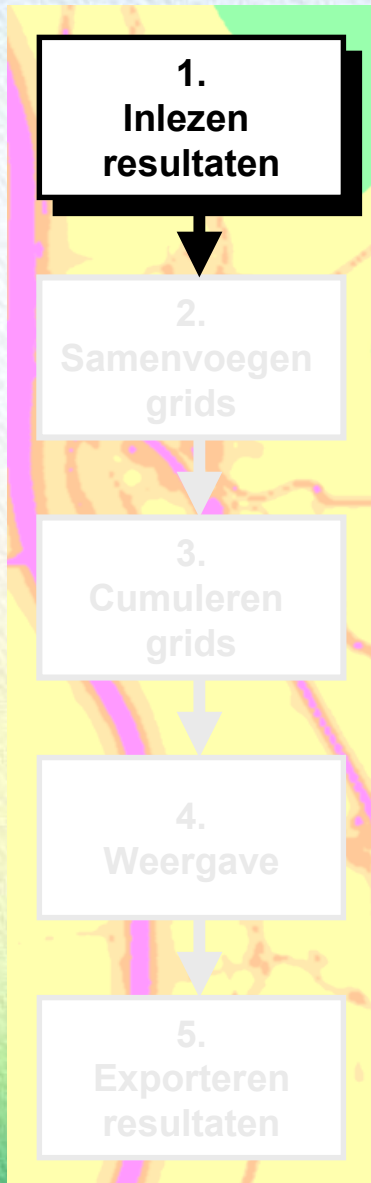 1.
Inlezen
resultaten
2.
Samenvoegen
grids
3.
Cumuleren
grids
4.
Weergave
5.
Exporteren
resultaten